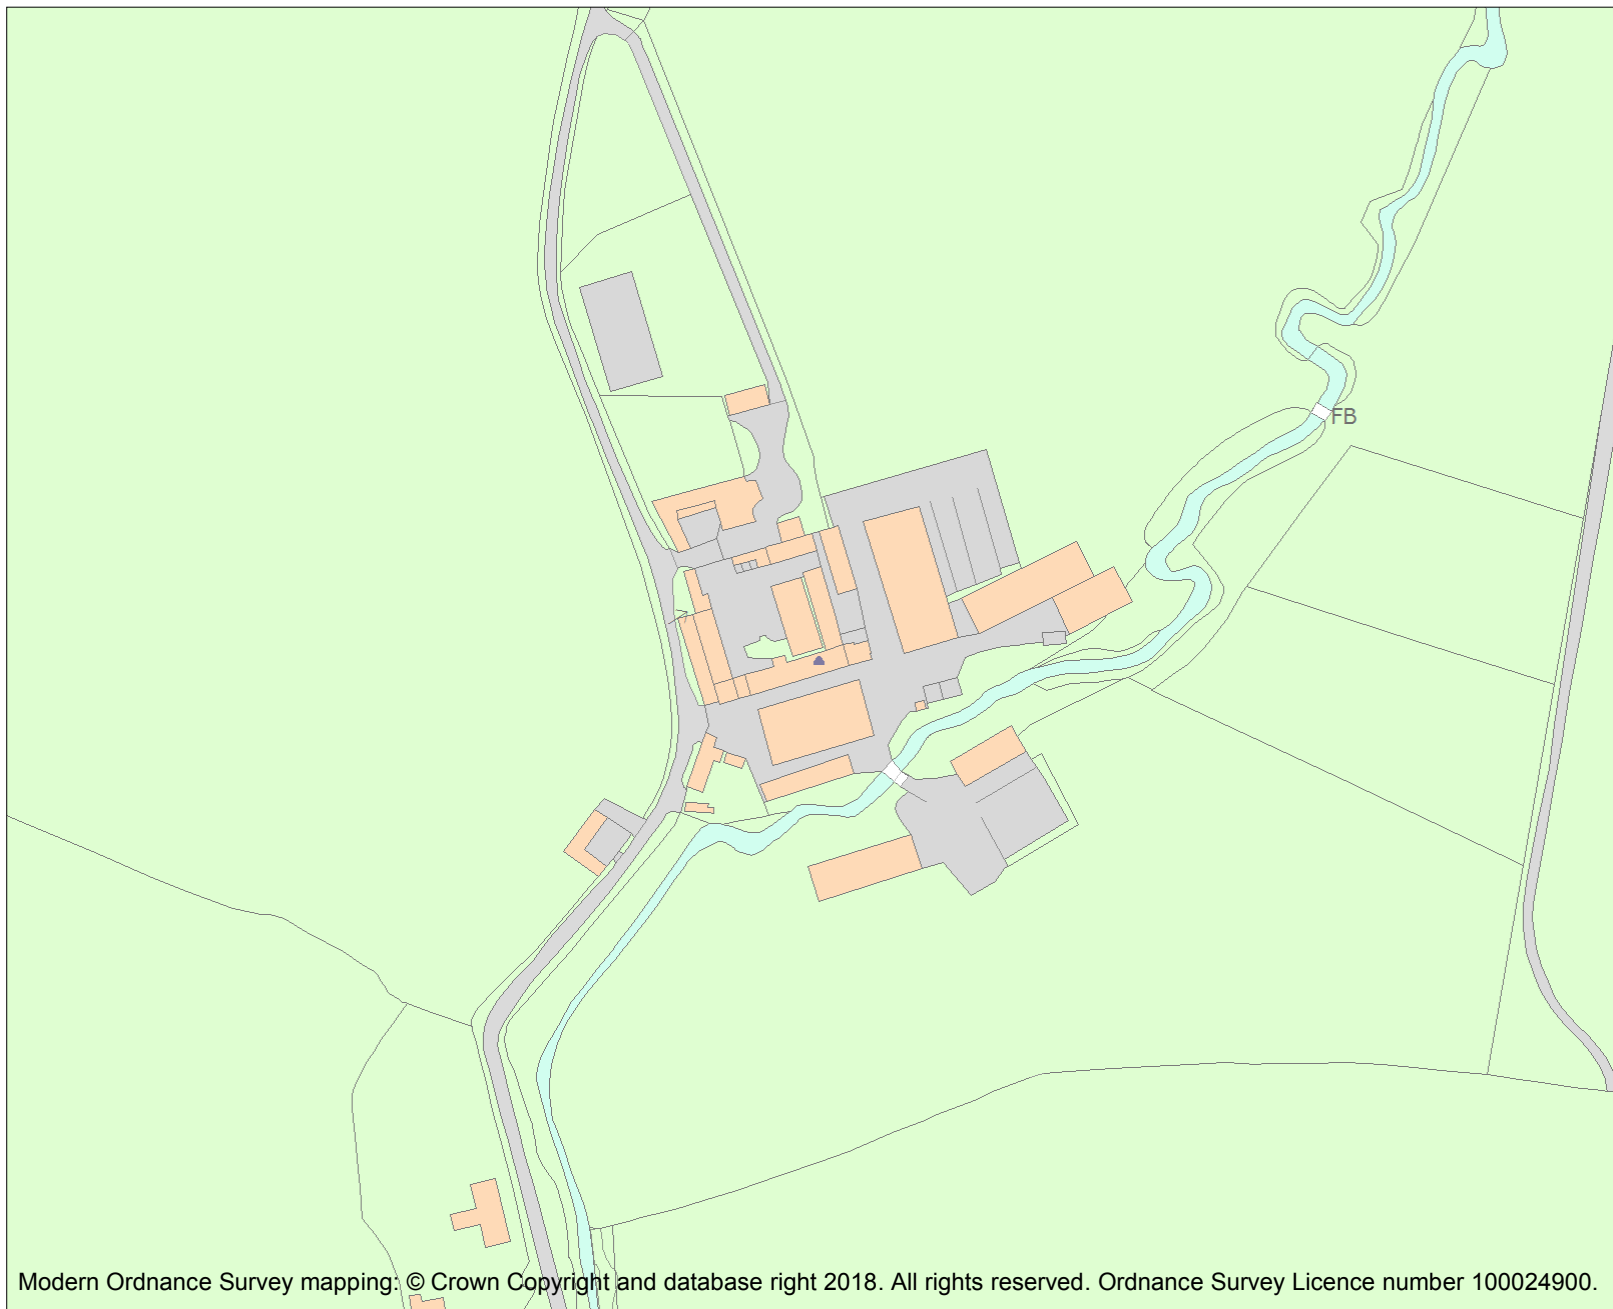 FB
Modern Ordnance Survey mapping: © Crown Copyright and database right 2018. All rights reserved. Ordnance Survey Licence number 100024900.